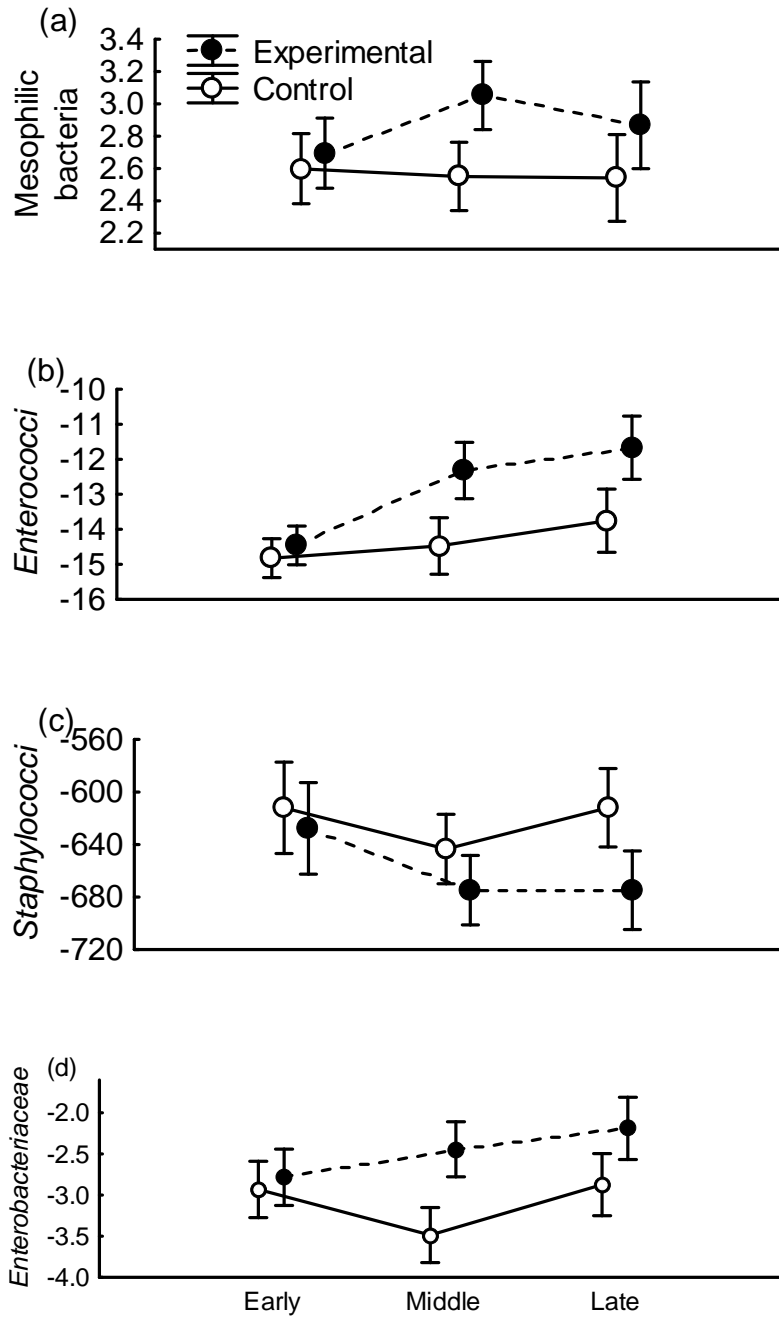 (a)
3.4
3.2
3.0
2.8
2.6
2.4
2.2
Mesophilic
bacteria
Experimental
Control
(b)
-10
-11
-12
-13
-14
-15
-16
Enterococci
(c)
-560
-600
-640
-680
-720
Staphylococci
(d)
-2.0
-2.5
-3.0
-3.5
-4.0
Enterobacteriaceae
Early Middle Late